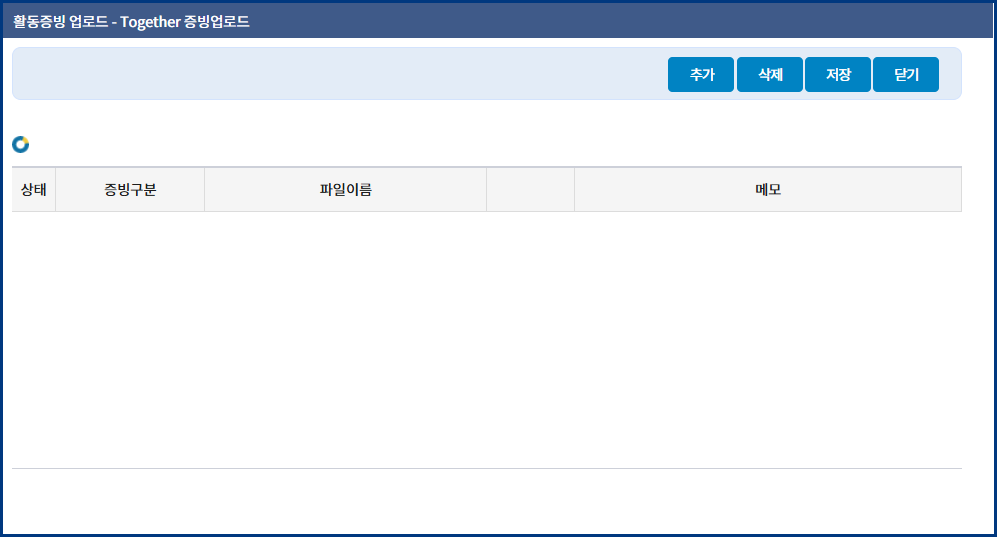 활동증빙 업로드 - Together 증빙업로드
추가 삭제 저장 닫기
상태 증빙구분 파일이름 메모